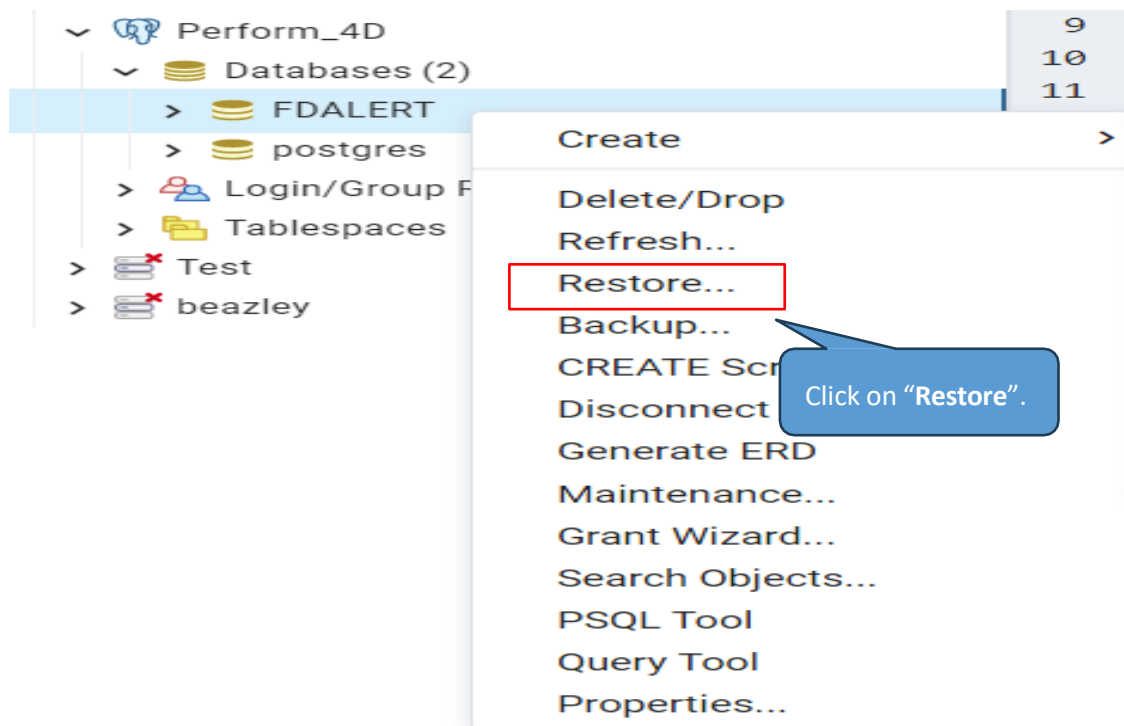 Perform_4D
Databases (2)
FDALERT
postgres
Login/Group
Tablespaces
Test
beazley
9
10
11
Create
Delete/Drop
Refresh...
Restore...
Backup...
CREATE Scr
Disconnect
Generate ERD
Maintenance...
Grant Wizard...
Search Objects...
PSQL Tool
Query Tool
Properties...
Click on “Restore”.